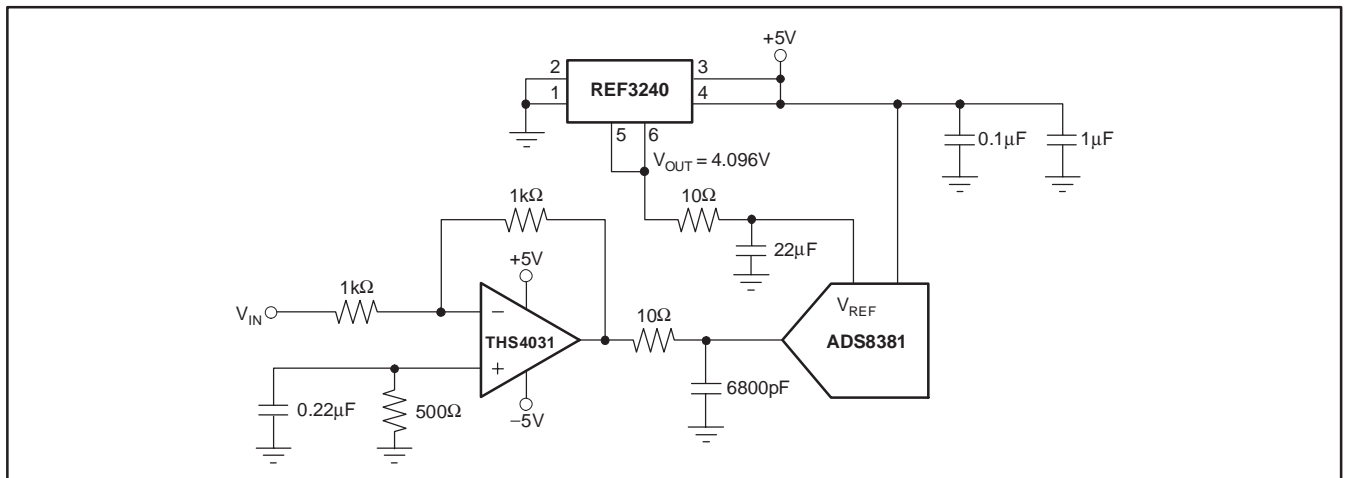 +5V
2
3
REF3240
1
4
5
6
0.1μF
1μF
V_OUT = 4.096V
1kΩ
10Ω
22μF
+5V
1kΩ
V_IN
−
10Ω
V_REF
THS4031
ADS8381
+
6800pF
0.22μF
500Ω
−5V